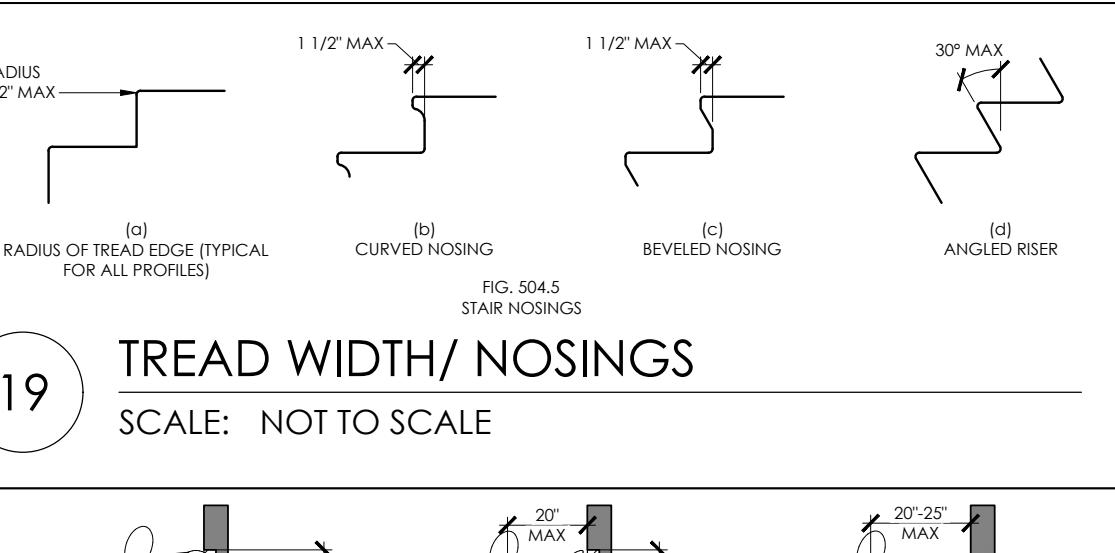 1 1/2" MAX
1 1/2" MAX
30° MAX
2" MAX
(a)
RADIUS OF TREAD EDGE (TYPICAL
FOR ALL PROFILES)
(b)
CURVED NOSING
(c)
BEVELED NOSING
(d)
ANGLED RISER
FIG. 504.5
STAIR NOSINGS
19
TREAD WIDTH/ NOSINGS
SCALE: NOT TO SCALE
20"
MAX
20"-25"
MAX